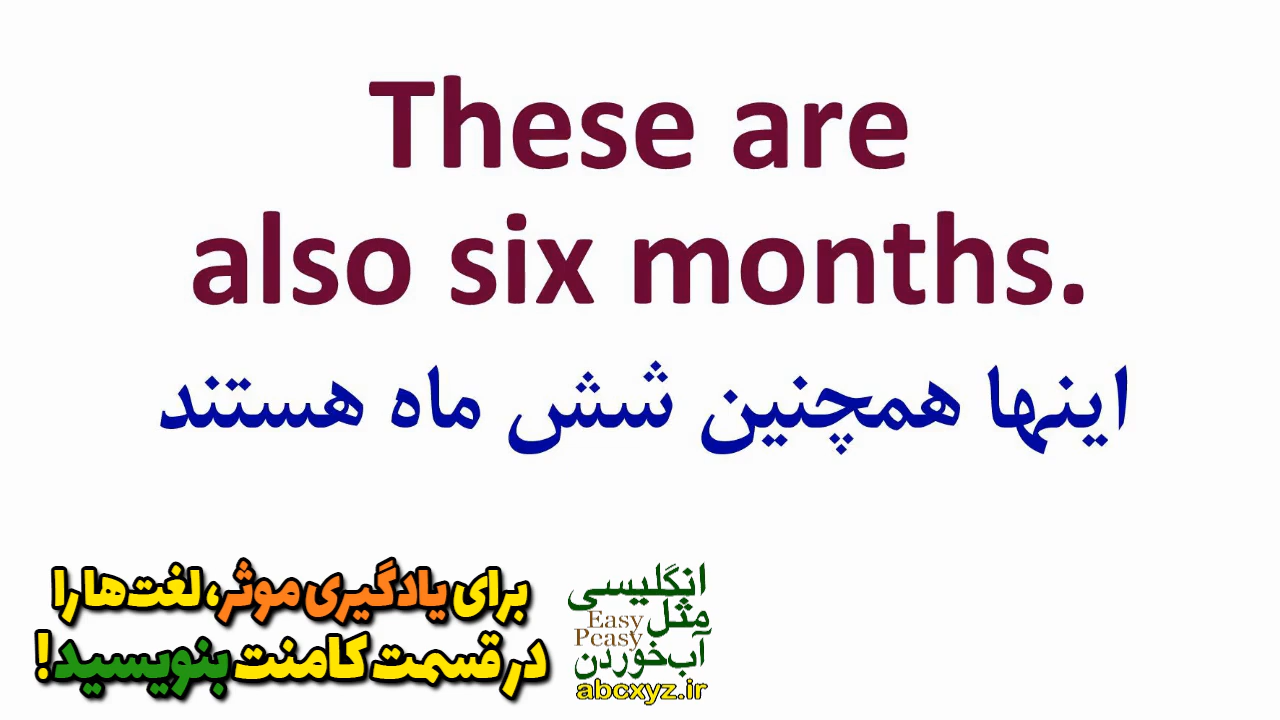 These are
also six months.
اینها همچنین شش ماه هستند
برای یادگیری موثر، لغت‌ها را
در قسمت کامنت بنویسید!
انگلیسی
مثل
Easy
Peasy
آب‌خوردن
abcxyz.ir